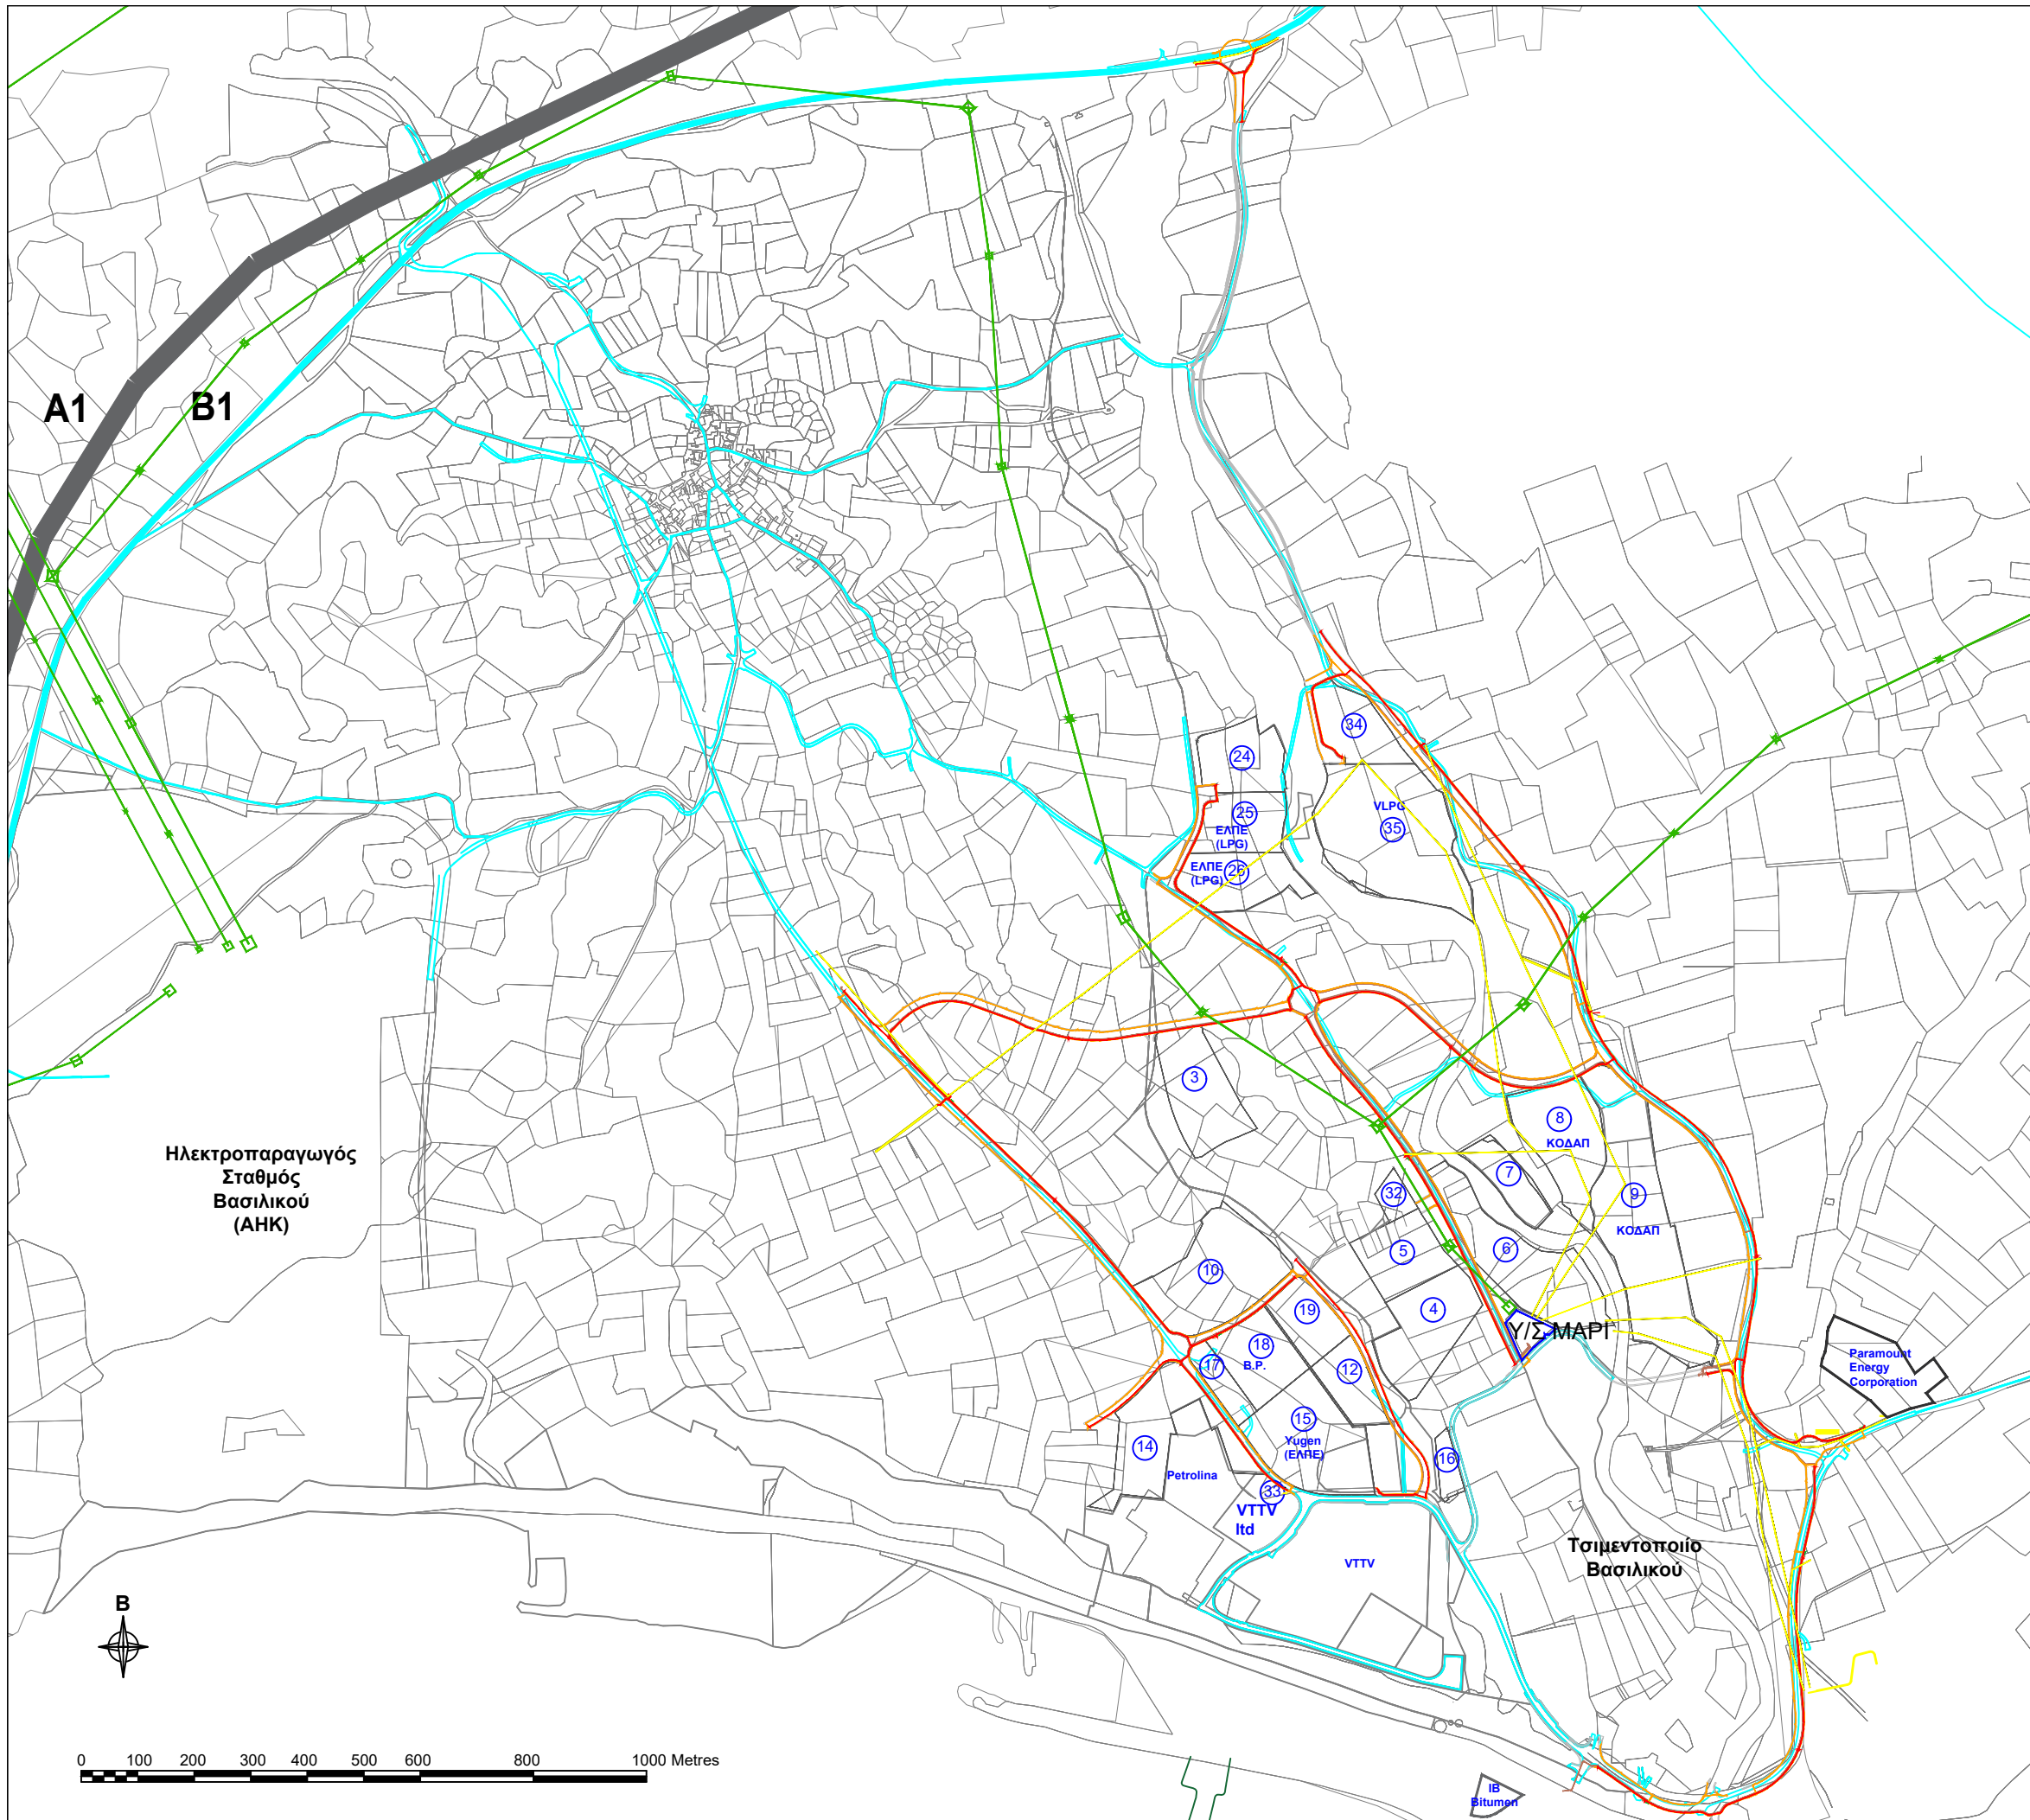 A1
B1
34
24
VLPG
35
25
ΕΛΠΕ
(LPG)
ΕΛΠΕ
(LPG)
26
3
8
ΚΟΔΑΠ
7
32
9
ΚΟΔΑΠ
Ηλεκτροπαραγωγός
Σταθμός
Βασιλικού
(ΑΗΚ)
5
6
10
19
4
Υ/Σ ΜΑΡΙ
18
B.P.
17
12
Paramount
Energy
Corporation
15
Yugen
(ΕΛΠΕ)
14
Petrolina
16
33
VTTV
ltd
VTTV
Τσιμεντοποιίο
Βασιλικού
Β
0 100 200 300 400 500 600 800 1000 Metres
IB
Bitumen